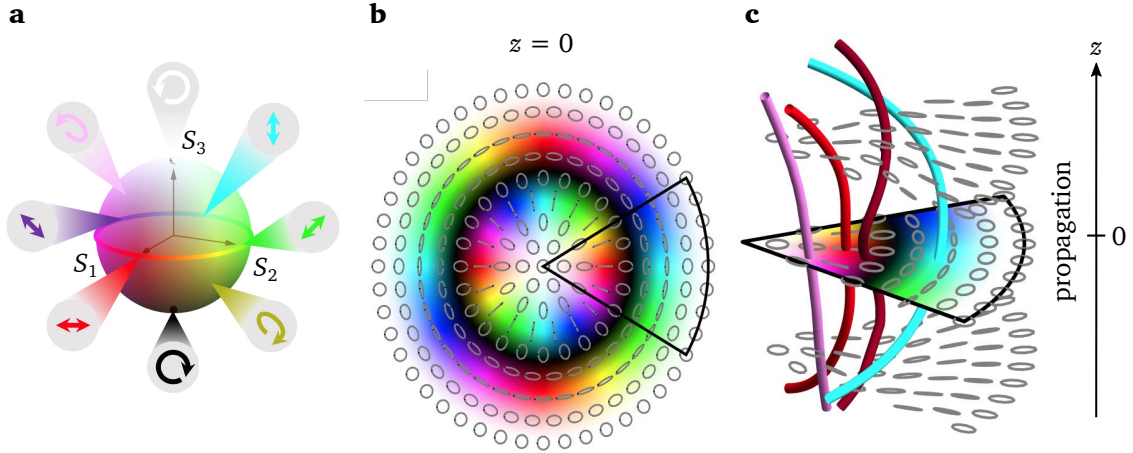 a
b
c
z = 0
z
S₃
S₁
S₂
propagation
0